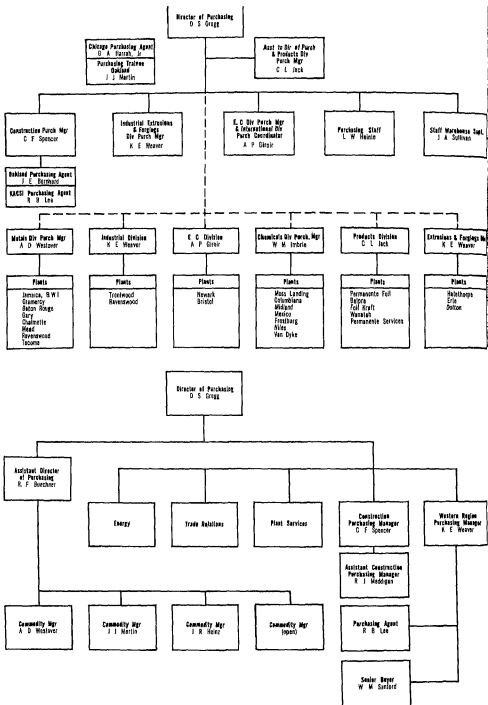 Director of Purchasing
D S Gregg
Chicago Purchasing Agent
G A Harrah, Jr
Purchasing Trainee
Oakland
J J Martin
Asst to Dir of Purch
& Products Div
Purch Mgr
C L Jack
Construction Purch Mgr
C F Spencer
Industrial Extrusions
& Forgings
Div Purch Mgr
K E Weaver
E. C Div Purch Mgr
& International Div
Purch Coordinator
A P Giroir
Purchasing Staff
L W Heinle
Staff Warehouse Supt.
J A Sullivan
Oakland Purchasing Agent
J E Bernhard
KACSI Purchasing Agent
R B Lee
Metals Div Purch Mgr
A D Westover
Industrial Division
K E Weaver
E C Division
A P Giroir
Chemicals Div Purch. Mgr
W M Imbrie
Products Division
C L Jack
Extrusions & Forgings Mgr
K E Weaver
Plants
Jamaica, B.W I
Gramercy
Baton Rouge
Gary
Chalmette
Mead
Ravenswood
Tacoma
Plants
Trentwood
Ravenswood
Plants
Newark
Bristol
Plants
Moss Landing
Columbiana
Midland
Mexico
Frostburg
Niles
Van Dyke
Plants
Permanente Foil
Belpre
Foil Kraft
Wanatah
Permanente Services
Plants
Halethorpe
Erie
Dolton
Director of Purchasing
D S Gregg
Assistant Director
of Purchasing
R F Buechner
Energy
Trade Relations
Plant Services
Construction
Purchasing Manager
C F Spencer
Western Region
Purchasing Manager
K E Weaver
Assistant Construction
Purchasing Manager
R J Maddigan
Commodity Mgr
A D Westover
Commodity Mgr
J J Martin
Commodity Mgr
J R Heinz
Commodity Mgr
(open)
Purchasing Agent
R B Lee
Senior Buyer
W M Sanford